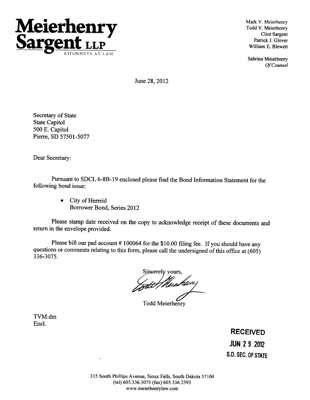 Meierhenry
Sargent LLP
ATTORNEYS AT LAW
Mark V. Meierhenry
Todd V. Meierhenry
Clint Sargent
Patrick J. Glover
William E. Blewett
Sabrina Meierhenry
Of Counsel
June 28, 2012
Secretary of State
State Capitol
500 E. Capitol
Pierre, SD 57501-5077
Dear Secretary:
Pursuant to SDCL 6-8B-19 enclosed please find the Bond Information Statement for the
following bond issue:
• City of Herreid
Borrower Bond, Series 2012
Please stamp date received on the copy to acknowledge receipt of these documents and
return in the envelope provided.
Please bill our pad account # 100064 for the $10.00 filing fee. If you should have any
questions or comments relating to this form, please call the undersigned of this office at (605)
336-3075.
Sincerely yours,
Todd Meierhenry
Todd Meierhenry
TVM:dm
Encl.
RECEIVED
JUN 29 2012
S.D. SEC. OF STATE
315 South Phillips Avenue, Sioux Falls, South Dakota 57104
(tel) 605.336.3075 (fax) 605.336.2593
www.meierhenrylaw.com